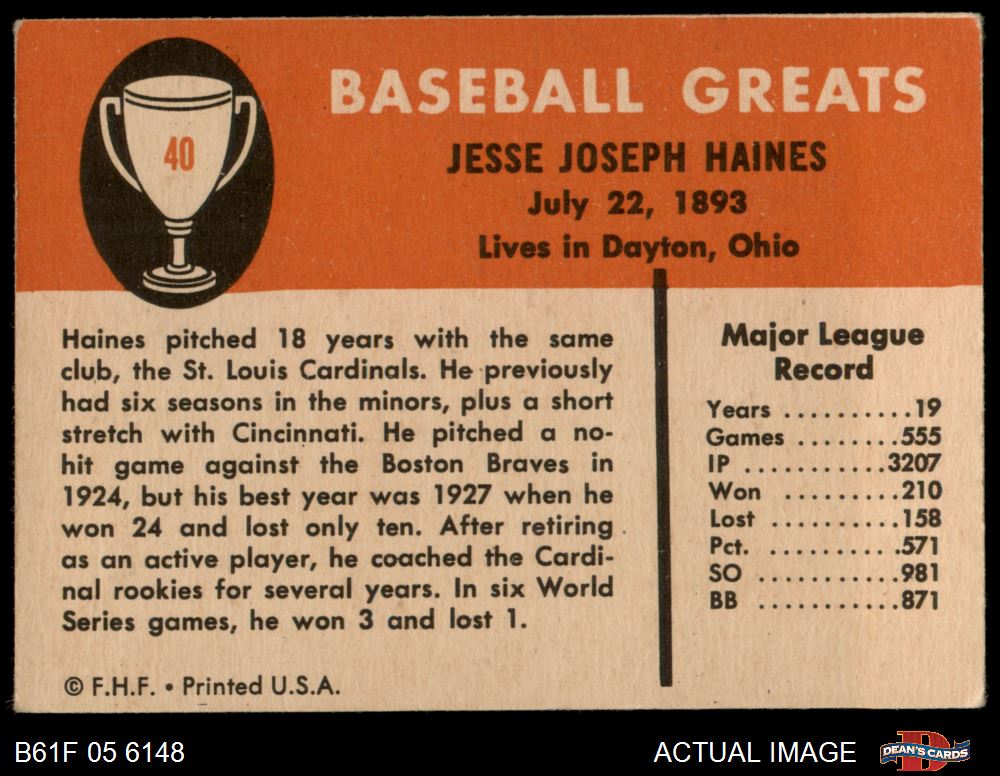 BASEBALL GREATS
40
JESSE JOSEPH HAINES
July 22, 1893
Lives in Dayton, Ohio
Haines pitched 18 years with the same
club, the St. Louis Cardinals. He previously
had six seasons in the minors, plus a short
stretch with Cincinnati. He pitched a no-
hit game against the Boston Braves in
1924, but his best year was 1927 when he
won 24 and lost only ten. After retiring
as an active player, he coached the Cardi-
nal rookies for several years. In six World
Series games, he won 3 and lost 1.
© F.H.F. • Printed U.S.A.
Major League
Record
Years ..........19
Games ........555
IP ...........3207
Won .........210
Lost ..........158
Pct. ..........571
SO ...........981
BB ...........871
B61F 05 6148
ACTUAL IMAGE
D
DEAN'S CARDS